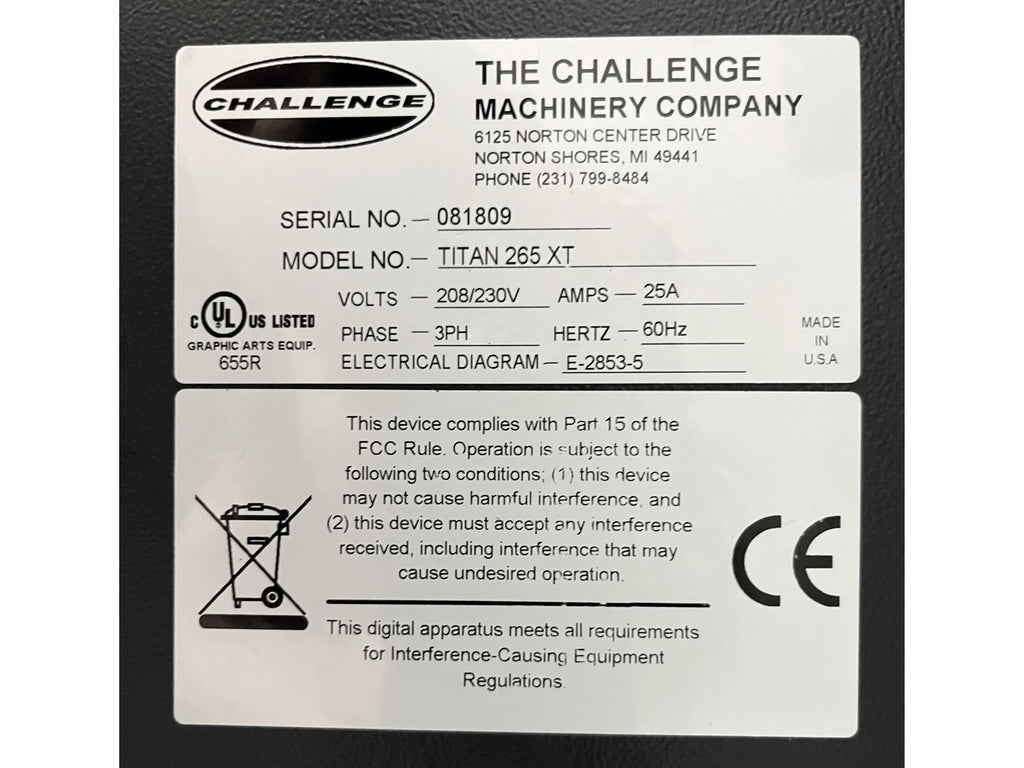 CHALLENGE
THE CHALLENGE
MACHINERY COMPANY
6125 NORTON CENTER DRIVE
NORTON SHORES, MI 49441
PHONE (231) 799-8484
SERIAL NO. — 081809
MODEL NO.— TITAN 265 XT
VOLTS — 208/230V AMPS — 25A
PHASE — 3PH HERTZ — 60Hz
ELECTRICAL DIAGRAM — E-2853-5
C UL US LISTED
GRAPHIC ARTS EQUIP.
655R
MADE
IN
U.S.A
This device complies with Part 15 of the
FCC Rule. Operation is subject to the
following two conditions; (1) this device
may not cause harmful interference, and
(2) this device must accept any interference
received, including interference that may
cause undesired operation.
This digital apparatus meets all requirements
for Interference-Causing Equipment
Regulations.
CE